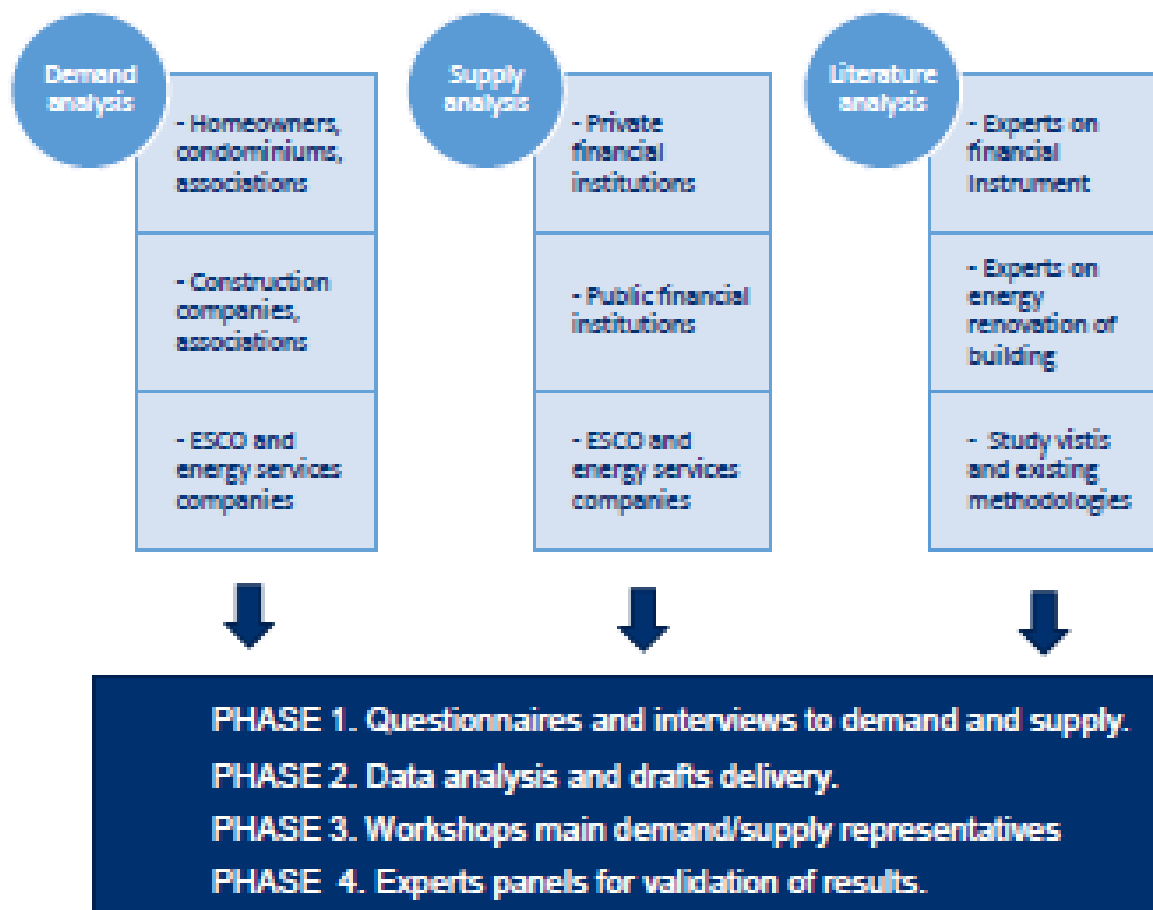 Demand
analysis
- Homeowners,
condominiums,
associations
- Construction
companies,
associations
- ESCO and
energy services
companies
Supply
analysis
- Private
financial
institutions
- Public financial
institutions
- ESCO and
energy services
companies
Literature
analysis
- Experts on
financial
Instrument
- Experts on
energy
renovation of
building
- Study vistis
and existing
methodologies
PHASE 1. Questionnaires and interviews to demand and supply.
PHASE 2. Data analysis and drafts delivery.
PHASE 3. Workshops main demand/supply representatives
PHASE 4. Experts panels for validation of results.